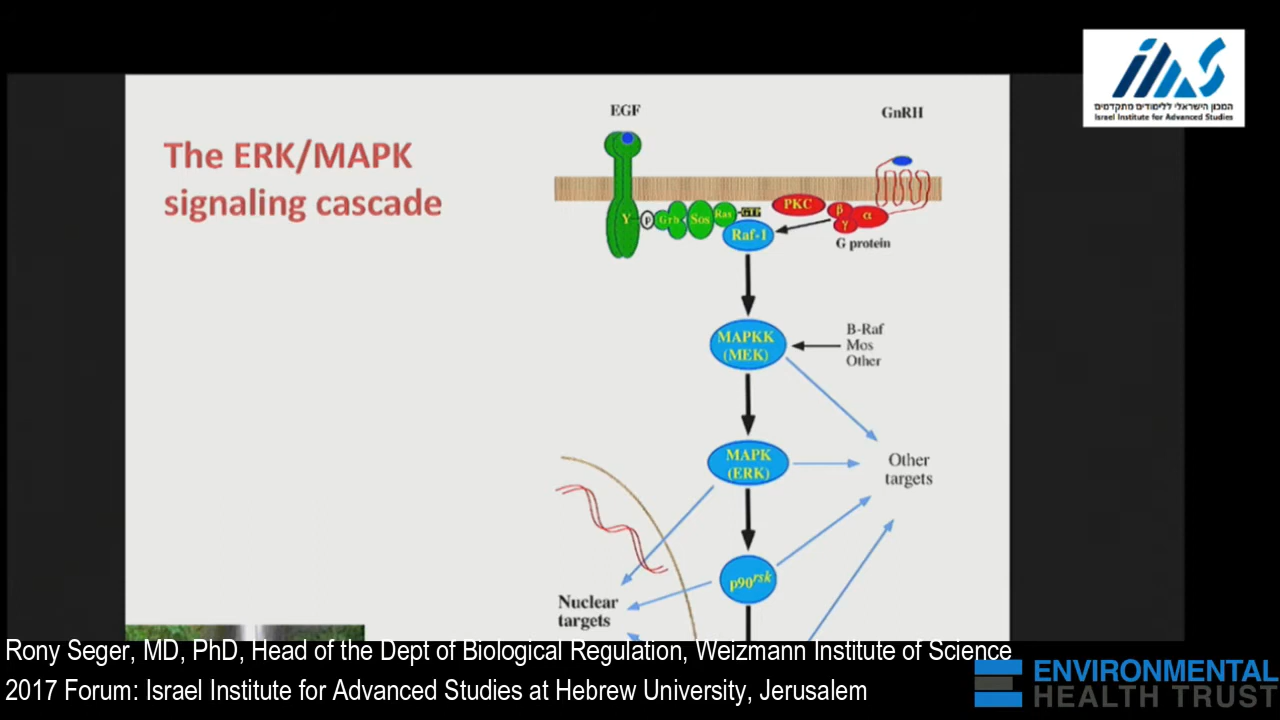 המכון הישראלי ללימודים מתקדמים
Israel Institute for Advanced Studies
The ERK/MAPK
signaling cascade
EGF
GnRH
Y
P
Grb
Sos
Ras
GTP
Raf-1
PKC
β
γ
α
G protein
MAPKK
(MEK)
B-Raf
Mos
Other
MAPK
(ERK)
Other
targets
p90rsk
Nuclear
targets
Rony Seger, MD, PhD, Head of the Dept of Biological Regulation, Weizmann Institute of Science
2017 Forum: Israel Institute for Advanced Studies at Hebrew University, Jerusalem
ENVIRONMENTAL
HEALTH TRUST